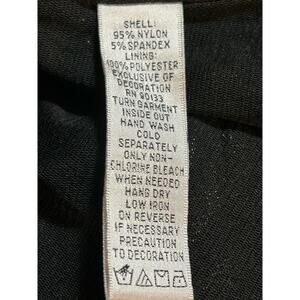 SHELL:
95% NYLON
5% SPANDEX
LINING:
100% POLYESTER
EXCLUSIVE OF
DECORATION
RN 90133
TURN GARMENT
INSIDE OUT
HAND WASH
COLD
SEPARATELY
ONLY NON-
CHLORINE BLEACH
WHEN NEEDED
HANG DRY
LOW IRON
ON REVERSE
IF NECESSARY
PRECAUTION
TO DECORATION